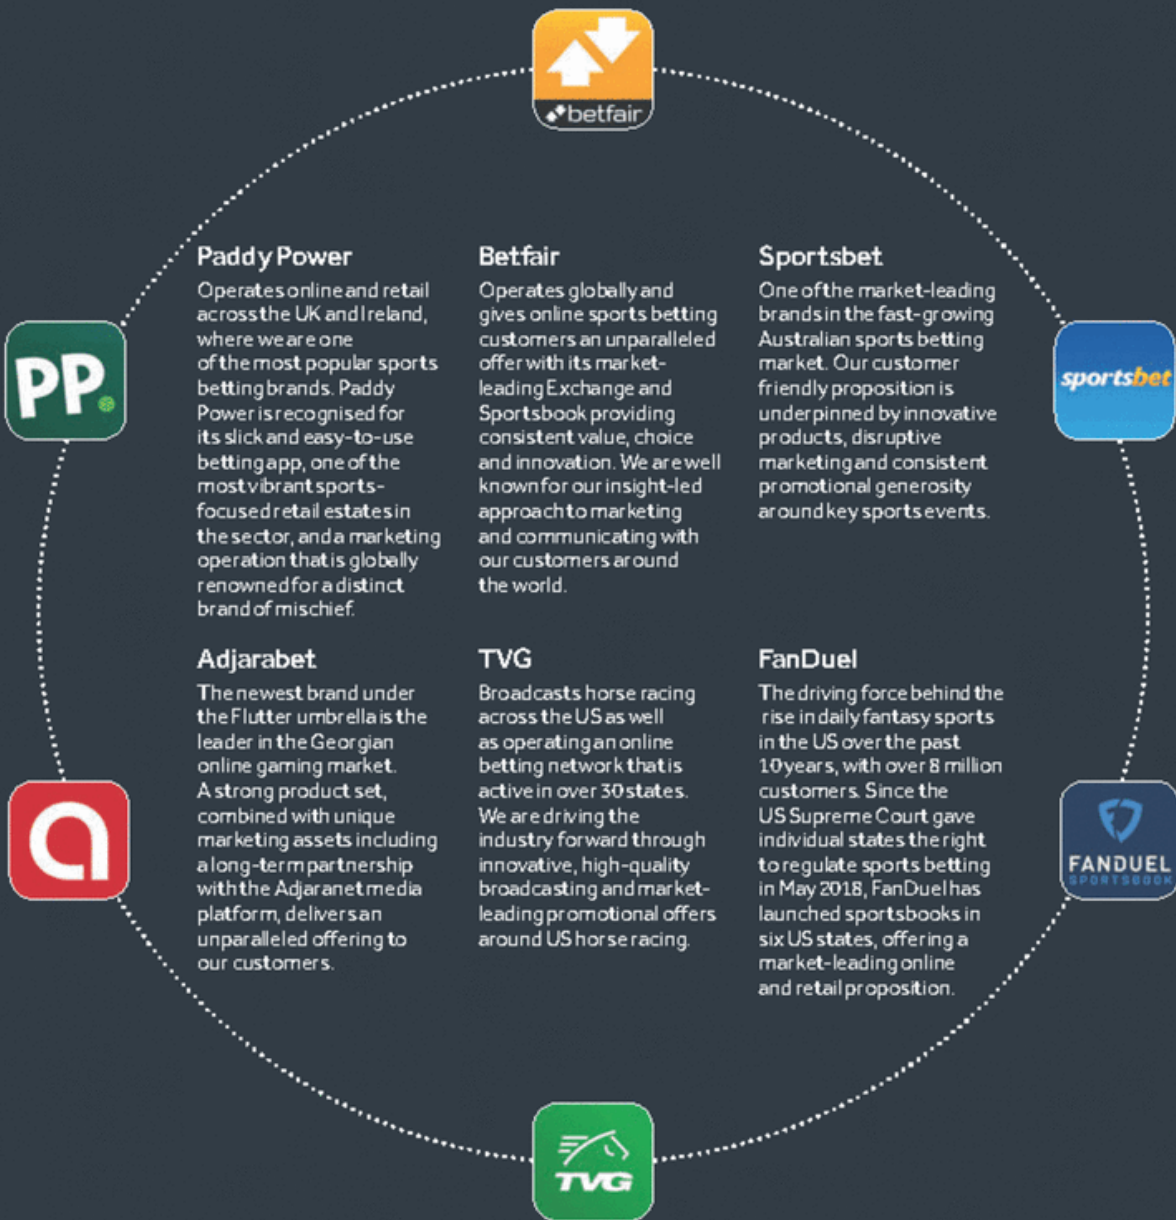 betfair
Paddy Power
Operates online and retail
across the UK and Ireland,
where we are one
of the most popular sports
betting brands. Paddy
Power is recognised for
its slick and easy-to-use
betting app, one of the
most vibrant sports-
focused retail estates in
the sector, and a marketing
operation that is globally
renowned for a distinct
brand of mischief.
Betfair
Operates globally and
gives online sports betting
customers an unparalleled
offer with its market-
leading Exchange and
Sportsbook providing
consistent value, choice
and innovation. We are well
known for our insight-led
approach to marketing
and communicating with
our customers around
the world.
Sportsbet
One of the market-leading
brands in the fast-growing
Australian sports betting
market. Our customer
friendly proposition is
underpinned by innovative
products, disruptive
marketing and consistent
promotional generosity
around key sports events.
PP.
sportsbet
Adjarabet
The newest brand under
the Flutter umbrella is the
leader in the Georgian
online gaming market.
A strong product set,
combined with unique
marketing assets including
a long-term partnership
with the Adjaranet media
platform, delivers an
unparalleled offering to
our customers.
TVG
Broadcasts horse racing
across the US as well
as operating an online
betting network that is
active in over 30 states.
We are driving the
industry forward through
innovative, high-quality
broadcasting and market-
leading promotional offers
around US horse racing.
FanDuel
The driving force behind the
rise in daily fantasy sports
in the US over the past
10 years, with over 8 million
customers. Since the
US Supreme Court gave
individual states the right
to regulate sports betting
in May 2018, FanDuel has
launched sportsbooks in
six US states, offering a
market-leading online
and retail proposition.
a
FANDUEL
SPORTSBOOK
TVG